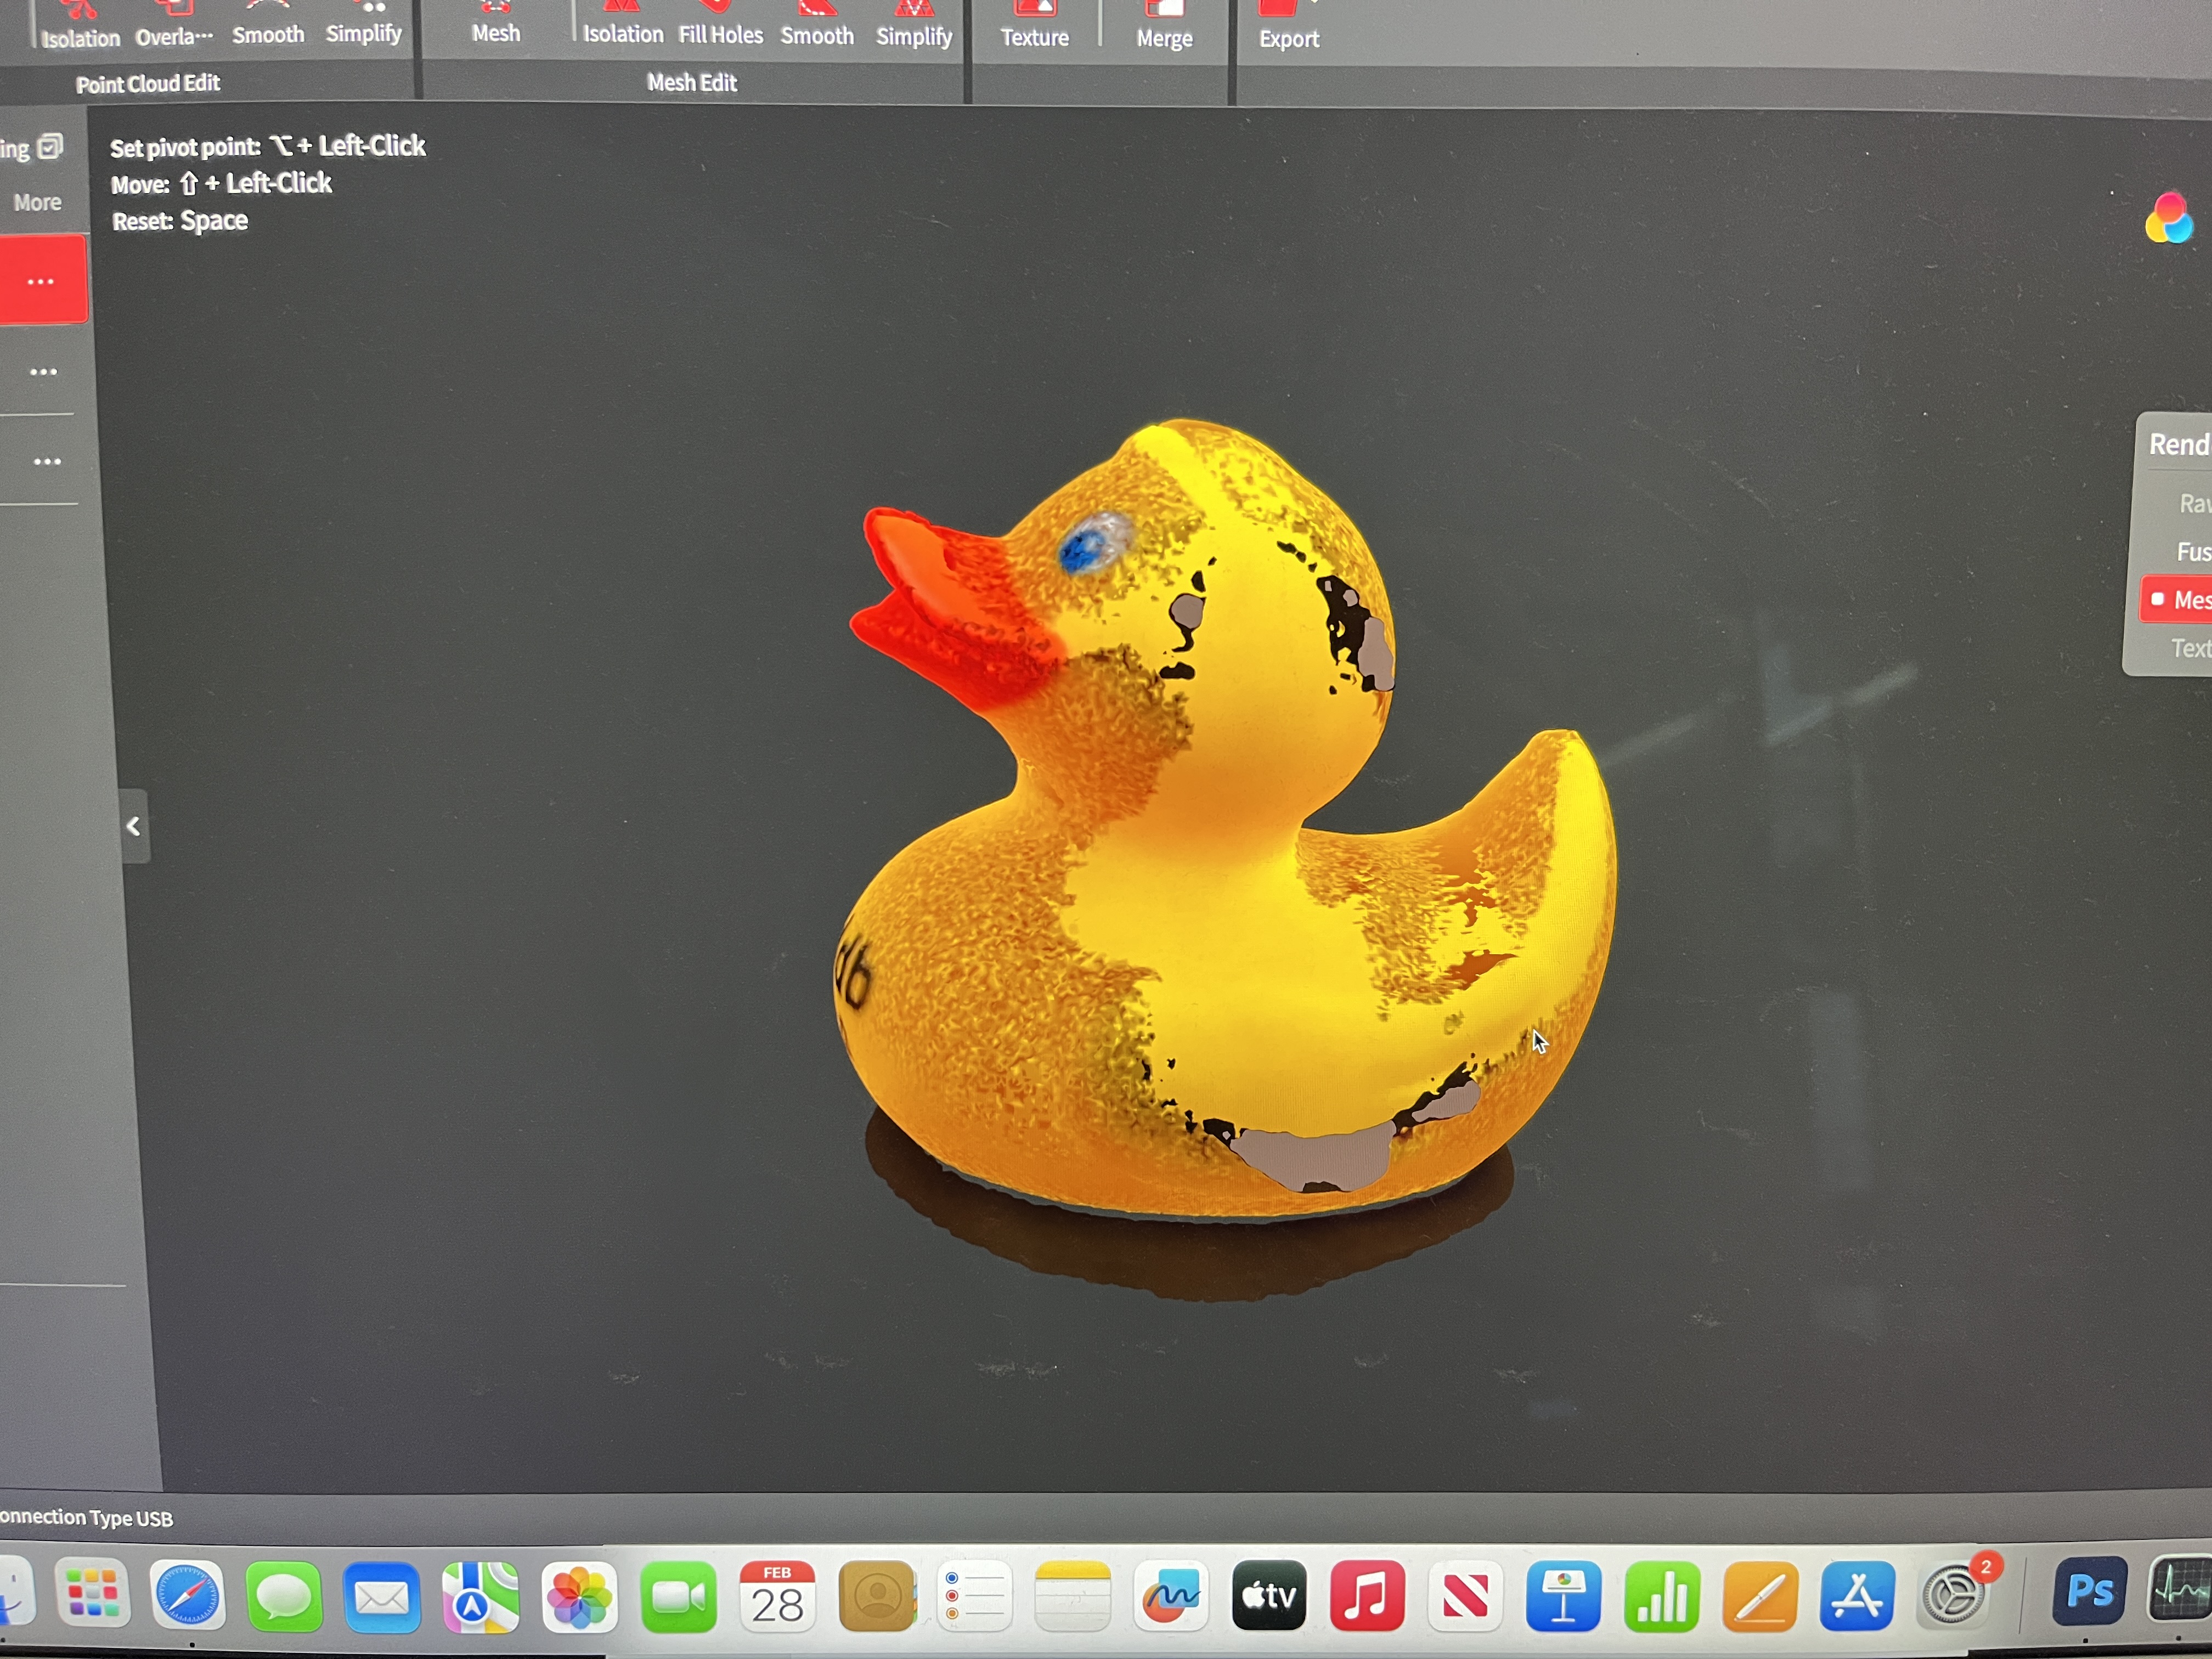 Isolation Overla··· Smooth Simplify Mesh Isolation Fill Holes Smooth Simplify Texture Merge Export
Point Cloud Edit Mesh Edit
ing
More
Set pivot point: ⌥ + Left-Click
Move: ⇧ + Left-Click
Reset: Space
Rend
Rav
Fus
Mes
Text
onnection Type USB
FEB
28
tv
2
Ps